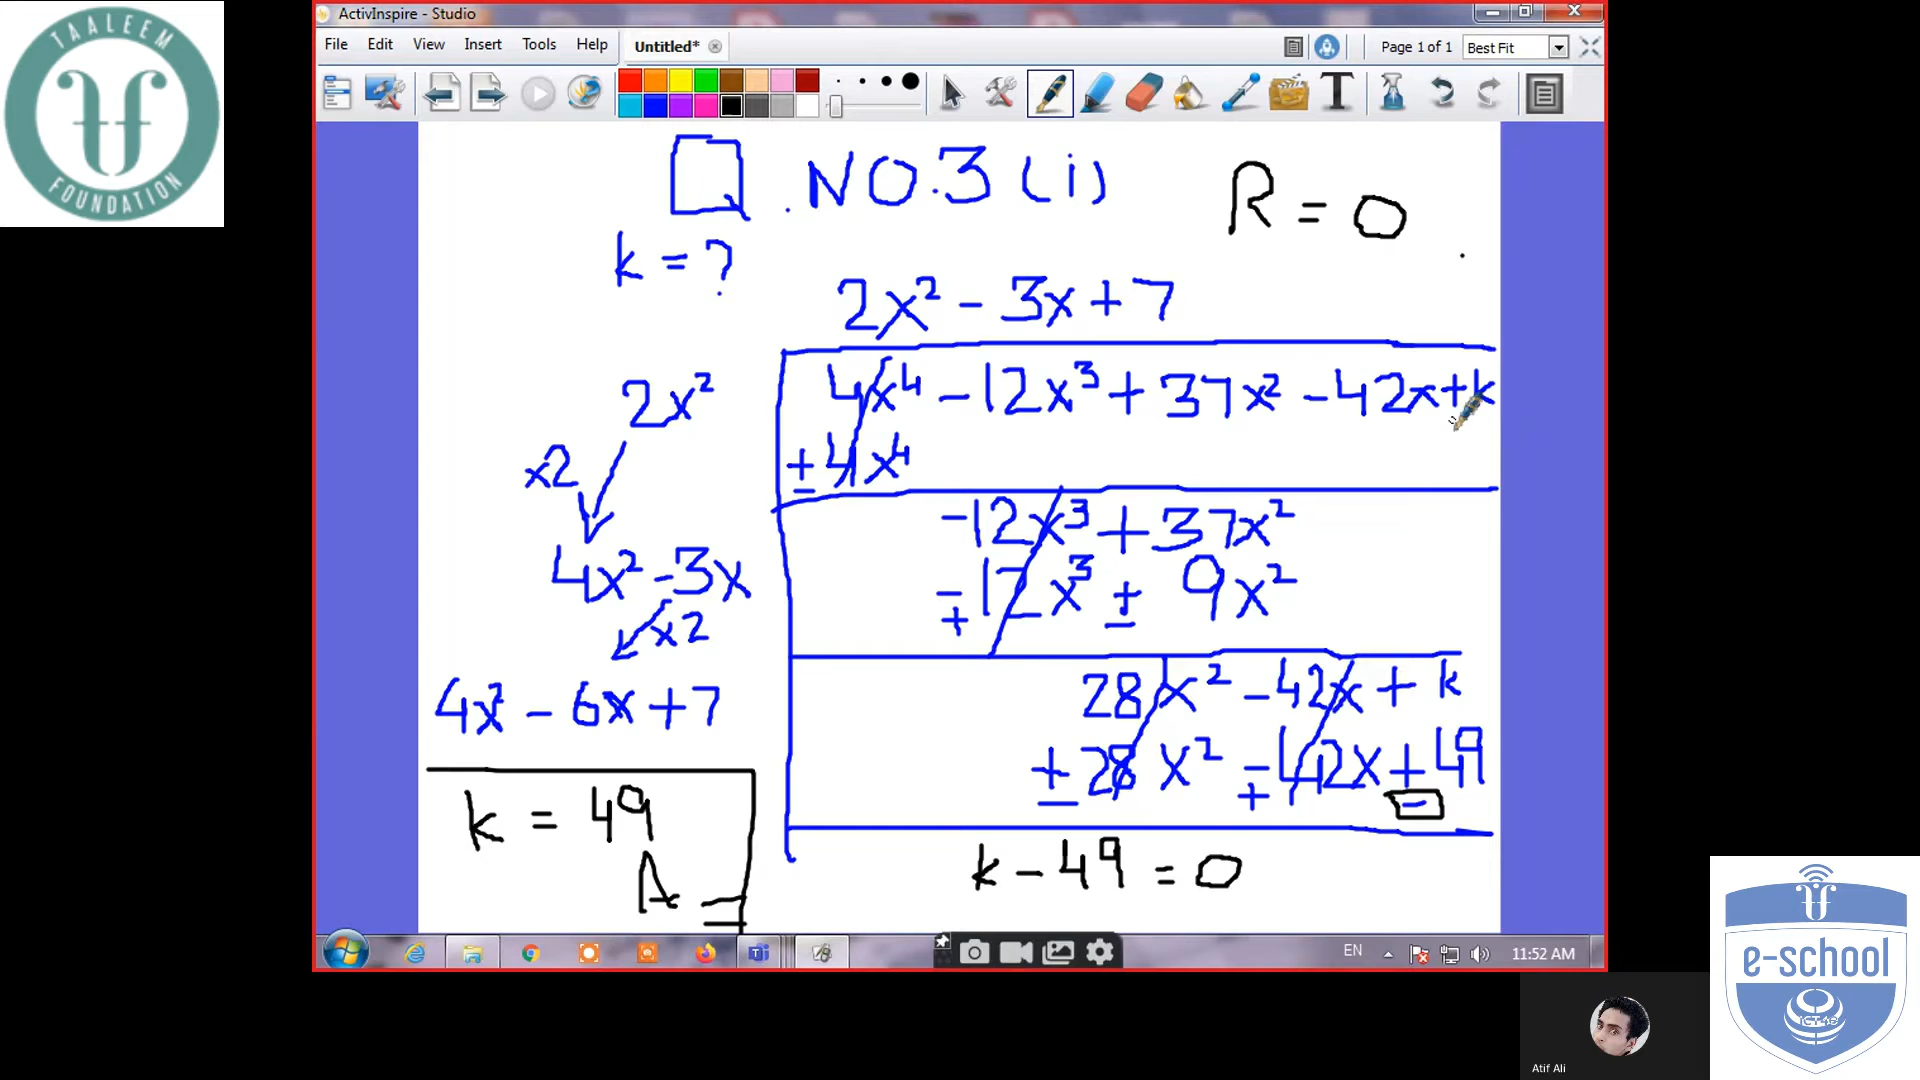 TAALEEM
FOUNDATION
ActivInspire - Studio
File Edit View Insert Tools Help Untitled* Page 1 of 1 Best Fit
Q. NO.3 (i)
R = 0
k = ?
2x² - 3x + 7
4x⁴ - 12x³ + 37x² - 42x + k
± 4x⁴
-12x³ + 37x²
∓ 12x³ ± 9x²
28x² - 42x + k
± 28x² ∓ 42x ± 49
k - 49 = 0
2x²
x2
4x² - 3x
x2
4x² - 6x + 7
k = 49
A
EN 11:52 AM
e-school
ICT4E
Atif Ali